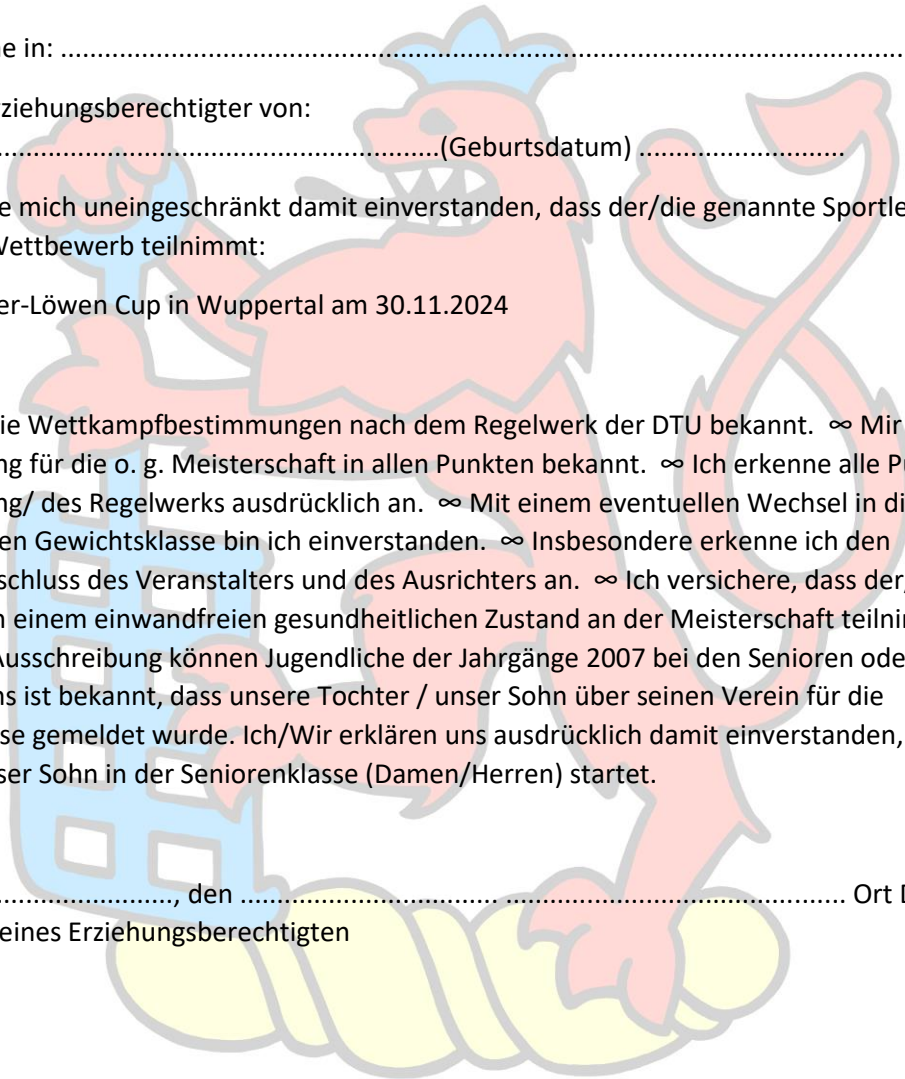 e in: ........................................................................................................................
rziehungsberechtigter von:
..........................................................(Geburtsdatum) ............................
e mich uneingeschränkt damit einverstanden, dass der/die genannte Sportle
Wettbewerb teilnimmt:
er-Löwen Cup in Wuppertal am 30.11.2024
ie Wettkampfbestimmungen nach dem Regelwerk der DTU bekannt. ∞ Mir
ng für die o. g. Meisterschaft in allen Punkten bekannt. ∞ Ich erkenne alle Pu
ng/ des Regelwerks ausdrücklich an. ∞ Mit einem eventuellen Wechsel in di
en Gewichtsklasse bin ich einverstanden. ∞ Insbesondere erkenne ich den
schluss des Veranstalters und des Ausrichters an. ∞ Ich versichere, dass der,
n einem einwandfreien gesundheitlichen Zustand an der Meisterschaft teilnin
Ausschreibung können Jugendliche der Jahrgänge 2007 bei den Senioren ode
ns ist bekannt, dass unsere Tochter / unser Sohn über seinen Verein für die
se gemeldet wurde. Ich/Wir erklären uns ausdrücklich damit einverstanden,
ser Sohn in der Seniorenklasse (Damen/Herren) startet.
........................, den ................................... .............................................. Ort D
eines Erziehungsberechtigten